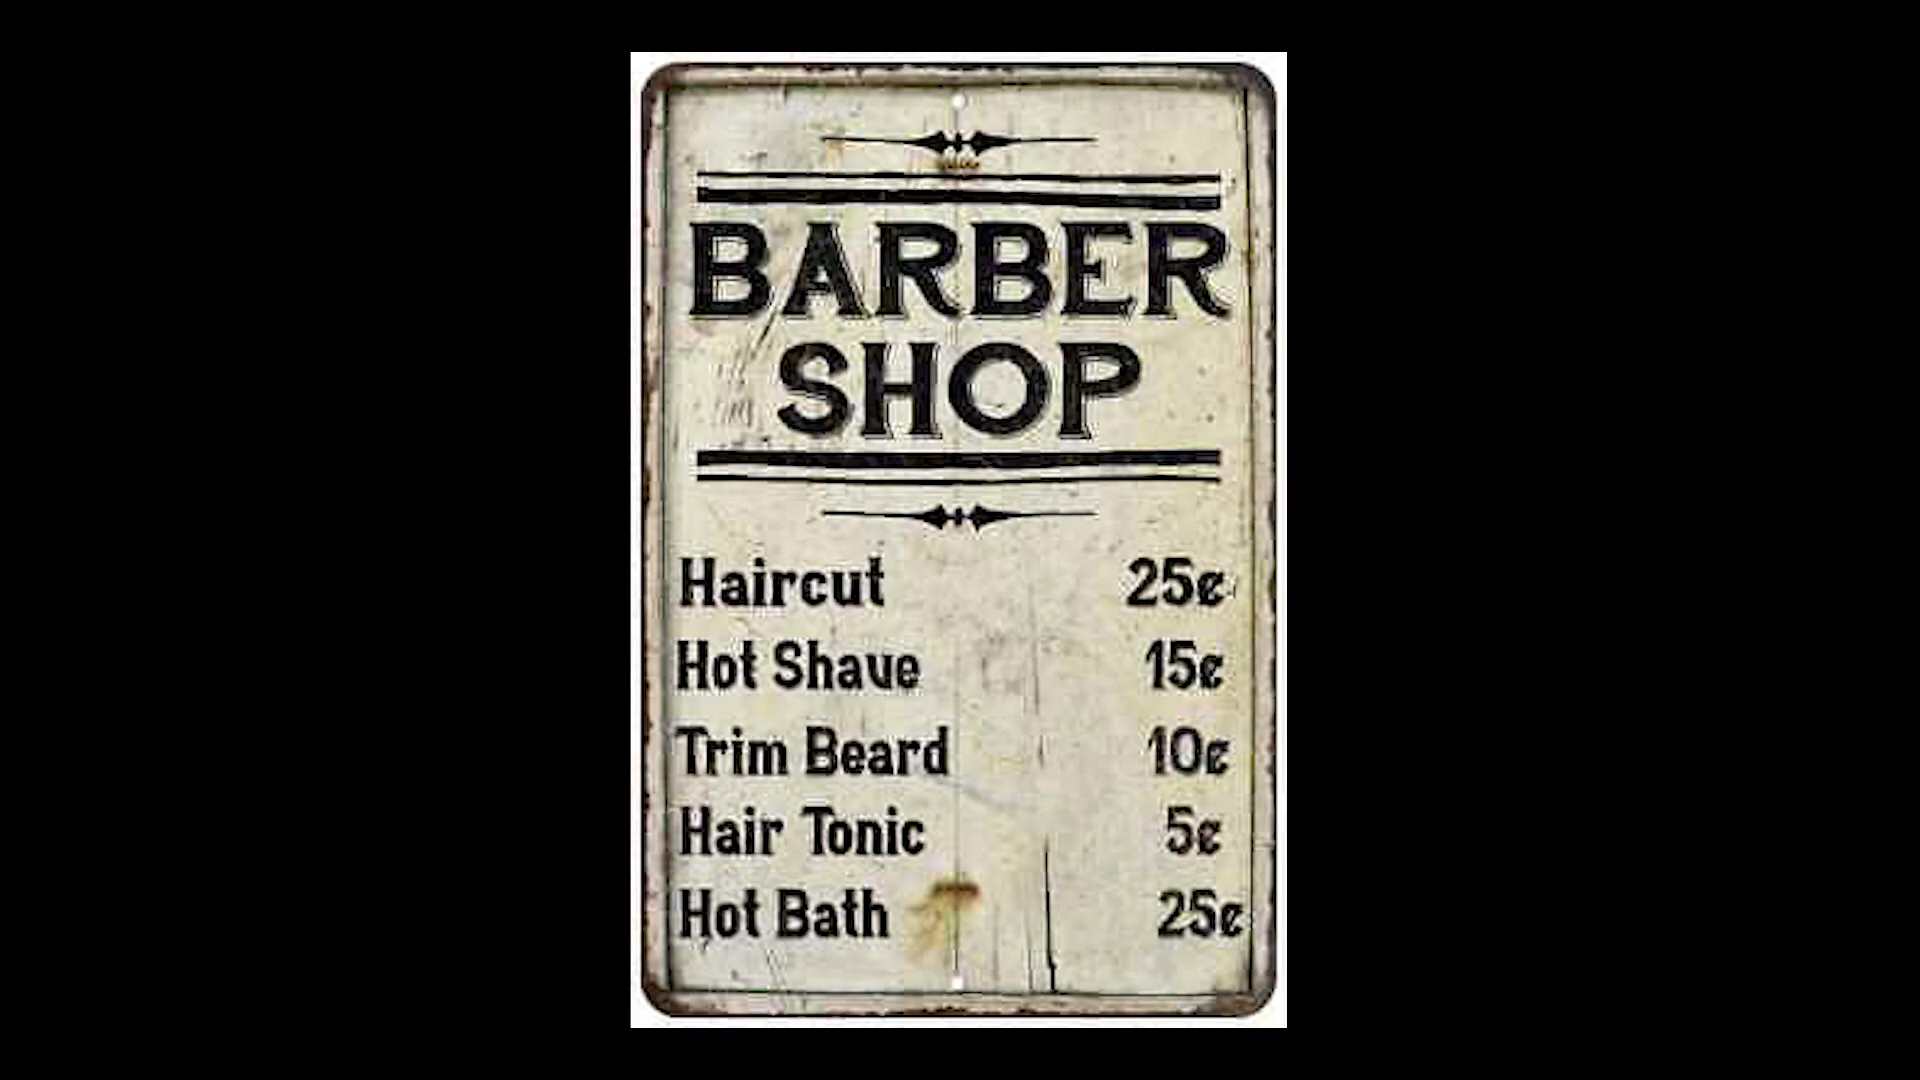 BARBER
SHOP
Haircut 25¢
Hot Shave 15¢
Trim Beard 10¢
Hair Tonic 5¢
Hot Bath 25¢